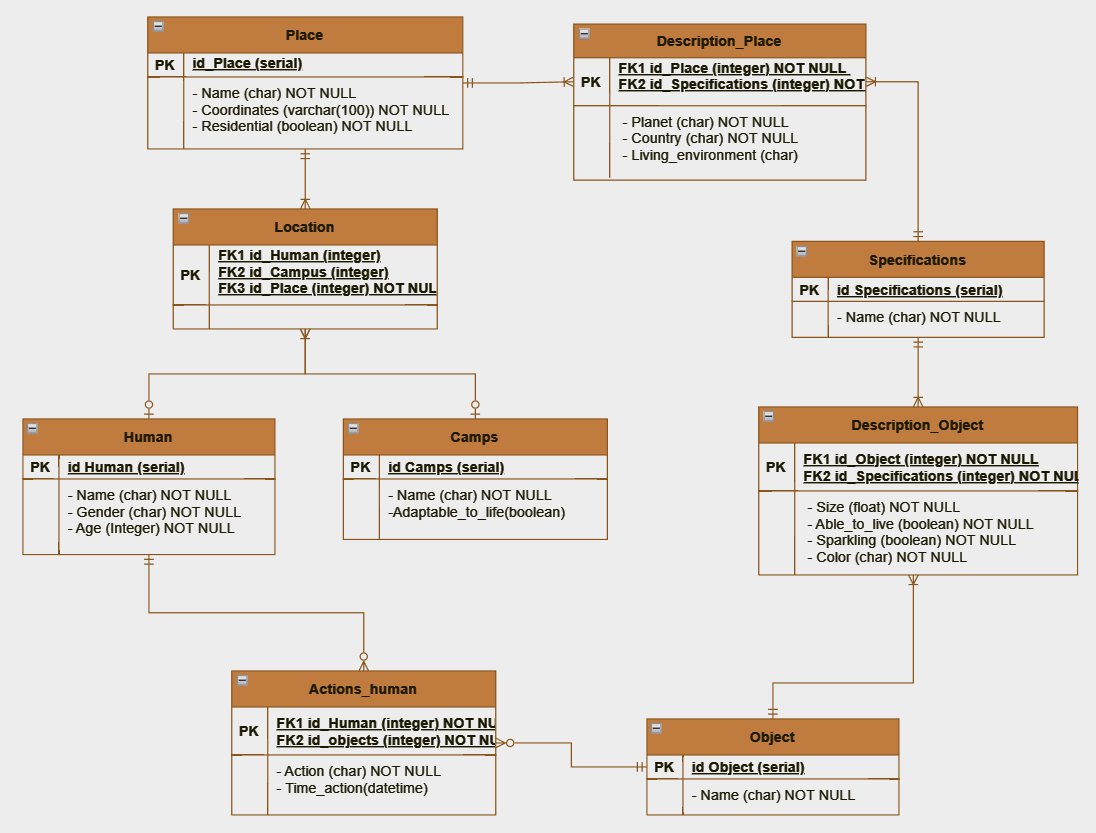 Place
PK
id_Place (serial)
- Name (char) NOT NULL
- Coordinates (varchar(100)) NOT NULL
- Residential (boolean) NOT NULL
Description_Place
PK
FK1 id_Place (integer) NOT NULL
FK2 id_Specifications (integer) NOT
- Planet (char) NOT NULL
- Country (char) NOT NULL
- Living_environment (char)
Location
PK
FK1 id_Human (integer)
FK2 id_Campus (integer)
FK3 id_Place (integer) NOT NUL
Specifications
PK
id Specifications (serial)
- Name (char) NOT NULL
Human
PK
id Human (serial)
- Name (char) NOT NULL
- Gender (char) NOT NULL
- Age (Integer) NOT NULL
Camps
PK
id Camps (serial)
- Name (char) NOT NULL
-Adaptable_to_life(boolean)
Description_Object
PK
FK1 id_Object (integer) NOT NULL
FK2 id_Specifications (integer) NOT NUL
- Size (float) NOT NULL
- Able_to_live (boolean) NOT NULL
- Sparkling (boolean) NOT NULL
- Color (char) NOT NULL
Actions_human
PK
FK1 id_Human (integer) NOT NU
FK2 id_objects (integer) NOT NU
- Action (char) NOT NULL
- Time_action(datetime)
Object
PK
id Object (serial)
- Name (char) NOT NULL